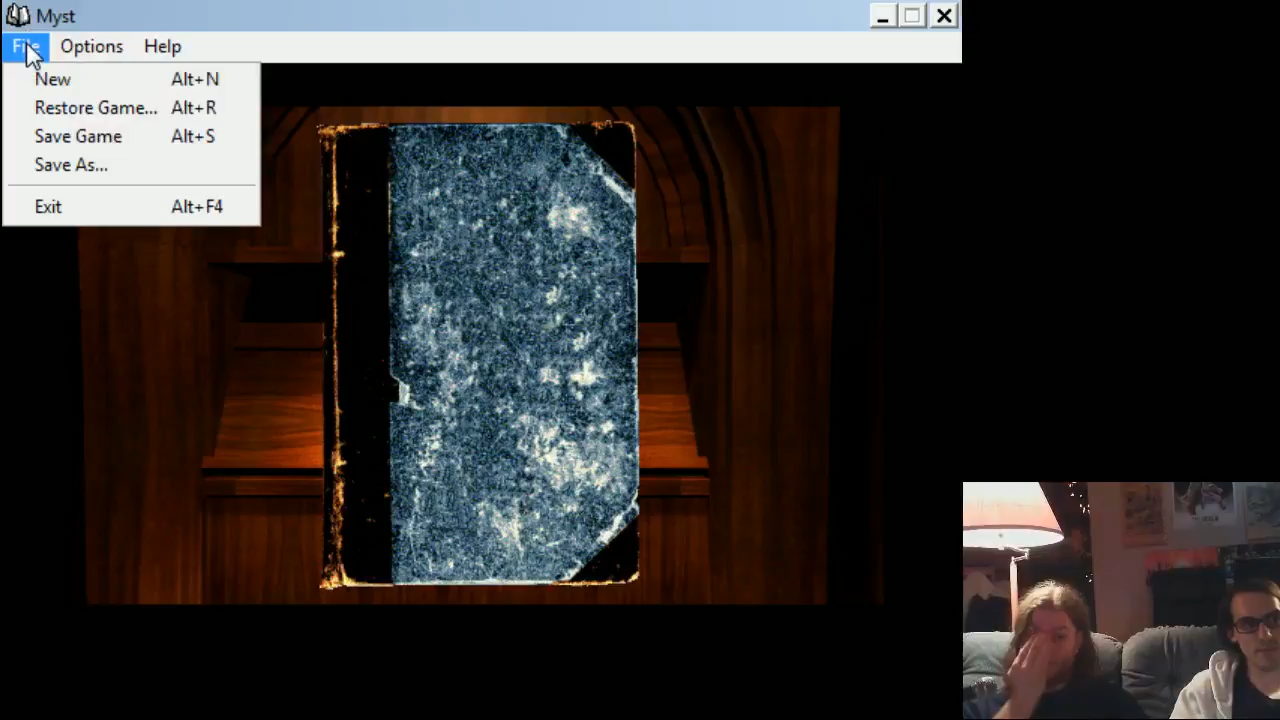 Myst
File Options Help
New Alt+N
Restore Game... Alt+R
Save Game Alt+S
Save As...
Exit Alt+F4